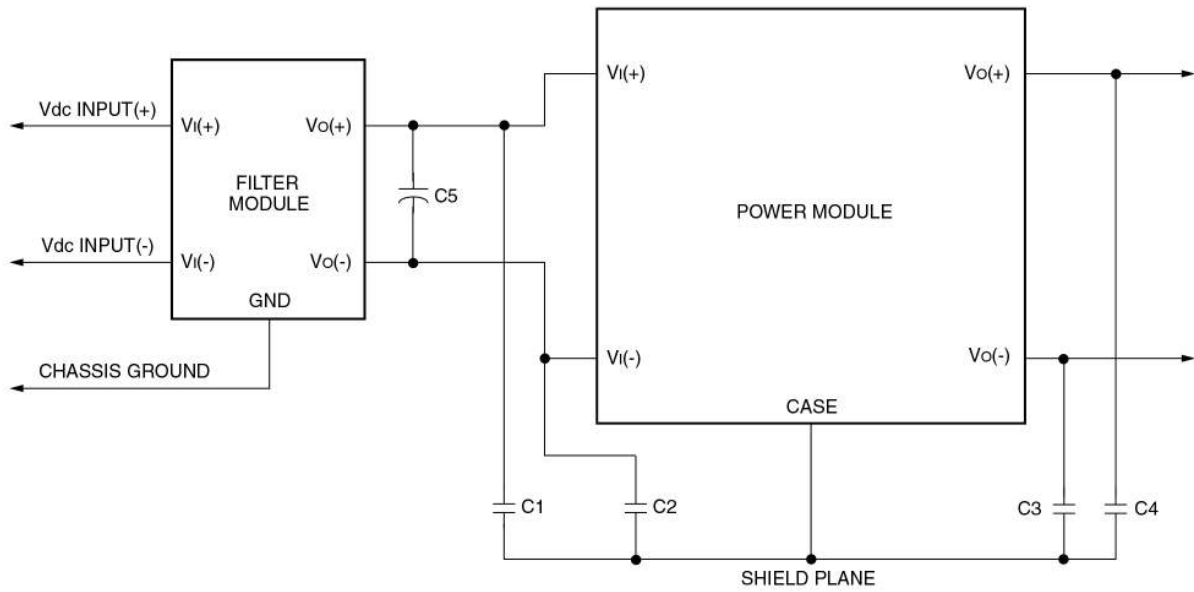 Vdc INPUT(+)
VI(+)
VO(+)
FILTER
MODULE
C5
Vdc INPUT(-)
VI(-)
VO(-)
GND
CHASSIS GROUND
VI(+)
VO(+)
POWER MODULE
VI(-)
VO(-)
CASE
C1
C2
C3
C4
SHIELD PLANE